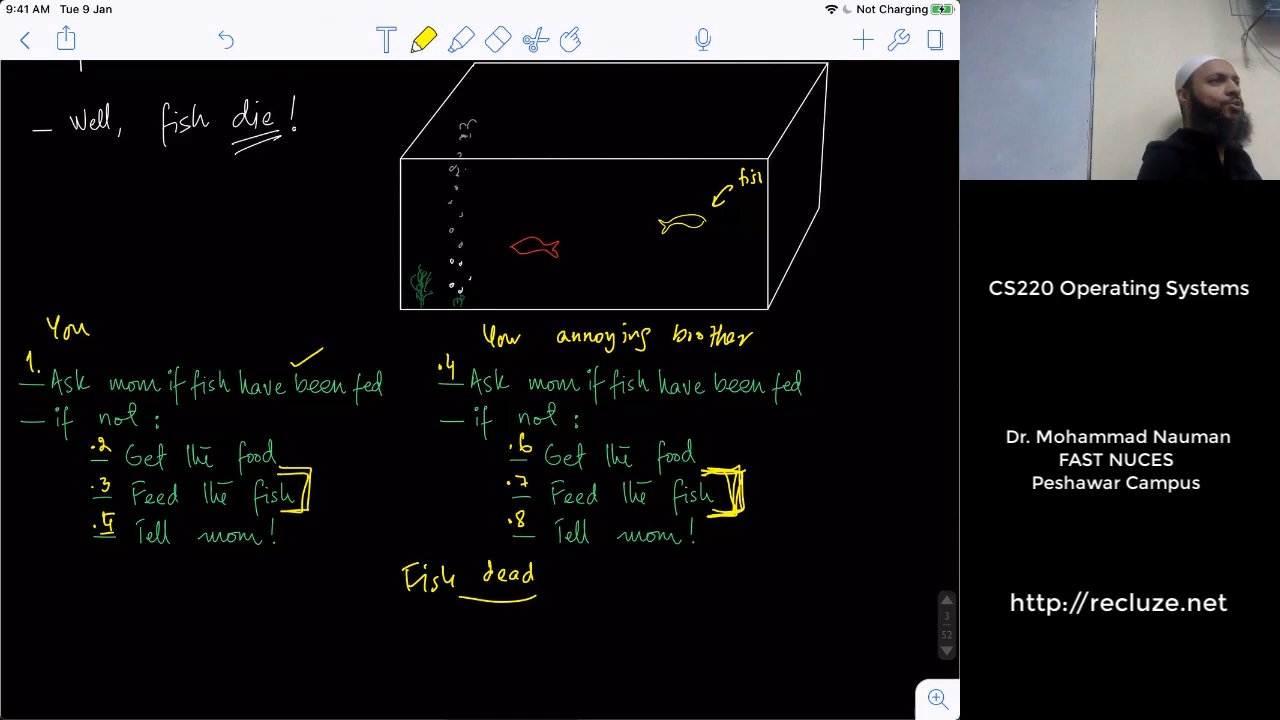 9:41 AM Tue 9 Jan
Not Charging
T
— Well, fish die!
fish
You
Your annoying brother
1.
.4
— Ask mom if fish have been fed
— Ask mom if fish have been fed
— if not:
— if not:
.2 — Get the food
.6 — Get the food
.3 — Feed the fish
.7 — Feed the fish
.5 — Tell mom!
.8 — Tell mom!
Fish dead
3
52
CS220 Operating Systems
Dr. Mohammad Nauman
FAST NUCES
Peshawar Campus
http://recluze.net